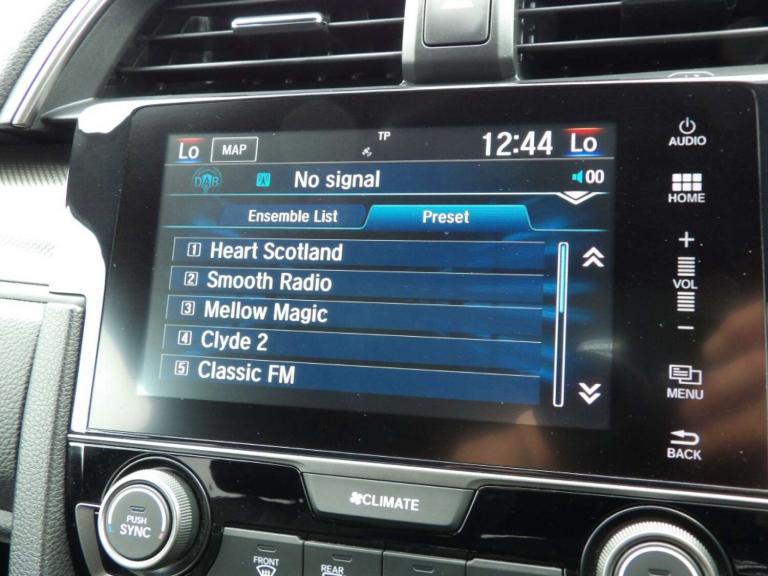 TP
Lo MAP 12:44 Lo
DAB No signal 00
Ensemble List Preset
1 Heart Scotland
2 Smooth Radio
3 Mellow Magic
4 Clyde 2
5 Classic FM
AUDIO
HOME
+
VOL
−
MENU
BACK
CLIMATE
PUSH
SYNC
FRONT
REAR